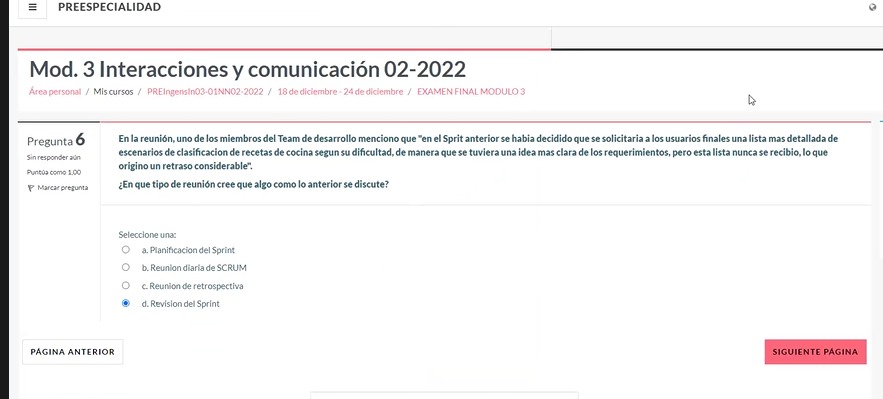 PREESPECIALIDAD
Mod. 3 Interacciones y comunicación 02-2022
Área personal / Mis cursos / PREIngensIn03-01NN02-2022 / 18 de diciembre - 24 de diciembre / EXAMEN FINAL MODULO 3
Pregunta 6
Sin responder aún
Puntúa como 1,00
Marcar pregunta
En la reunión, uno de los miembros del Team de desarrollo menciono que "en el Sprit anterior se habia decidido que se solicitaria a los usuarios finales una lista mas detallada de
escenarios de clasificacion de recetas de cocina segun su dificultad, de manera que se tuviera una idea mas clara de los requerimientos, pero esta lista nunca se recibio, lo que
origino un retraso considerable".
¿En que tipo de reunión cree que algo como lo anterior se discute?
Seleccione una:
a. Planificacion del Sprint
b. Reunion diaria de SCRUM
c. Reunion de retrospectiva
d. Revision del Sprint
PÁGINA ANTERIOR
SIGUIENTE PÁGINA